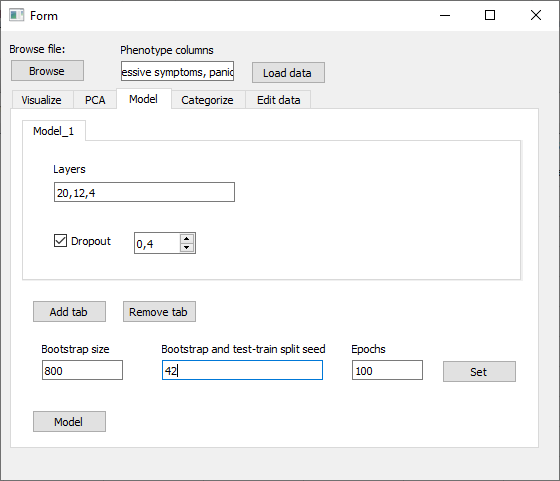 Form
Browse file:
Phenotype columns
Browse
essive symptoms, panic
Load data
Visualize
PCA
Model
Categorize
Edit data
Model_1
Layers
20,12,4
Dropout
0,4
Add tab
Remove tab
Bootstrap size
Bootstrap and test-train split seed
Epochs
800
42
100
Set
Model